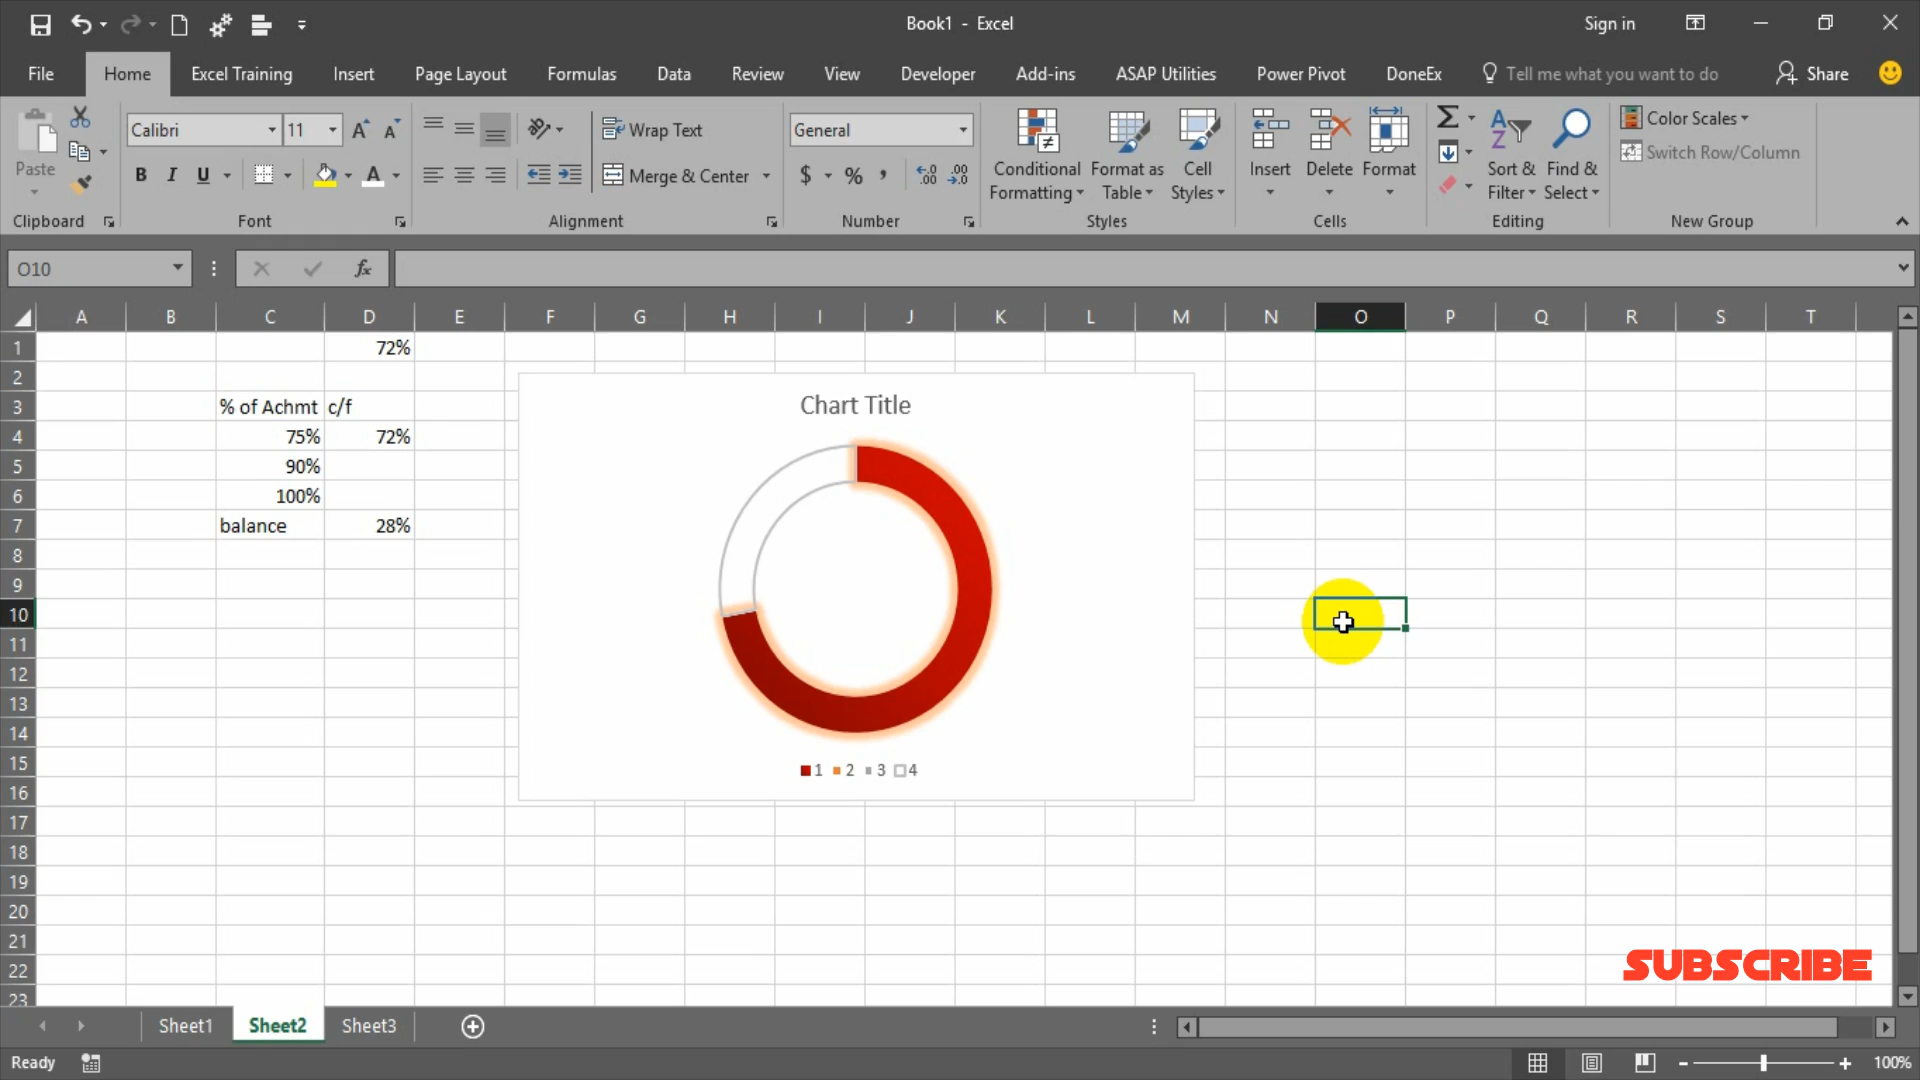 Book1 - Excel
Sign in
File Home Excel Training Insert Page Layout Formulas Data Review View Developer Add-ins ASAP Utilities Power Pivot DoneEx Tell me what you want to do Share
Paste
Clipboard
Calibri 11
B I U
Font
Wrap Text
Merge & Center
Alignment
General
$ % ,
Number
Conditional Formatting
Format as Table
Cell Styles
Styles
Insert Delete Format
Cells
Sort & Filter
Find & Select
Editing
Color Scales
Switch Row/Column
New Group
O10
fx
A B C D E F G H I J K L M N O P Q R S T
1 72%
2
3 % of Achmt c/f
4 75% 72%
5 90%
6 100%
7 balance 28%
8
9
10
11
12
13
14
15
16
17
18
19
20
21
22
23
Chart Title
1 2 3 4
SUBSCRIBE
Sheet1 Sheet2 Sheet3
Ready
100%